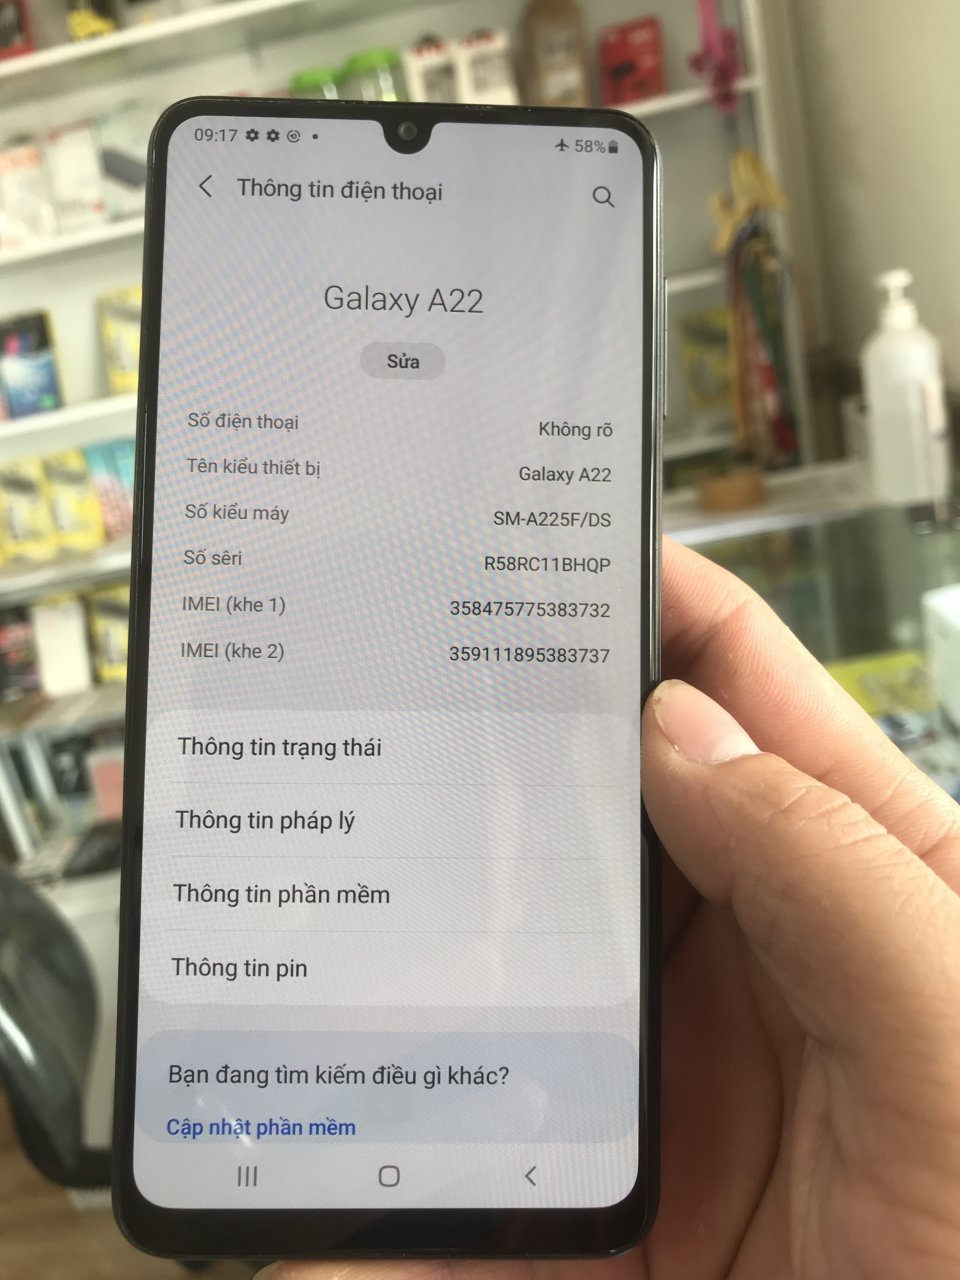 09:17
58%
Thông tin điện thoại
Galaxy A22
Sửa
Số điện thoại Không rõ
Tên kiểu thiết bị Galaxy A22
Số kiểu máy SM-A225F/DS
Số sêri R58RC11BHQP
IMEI (khe 1) 358475775383732
IMEI (khe 2) 359111895383737
Thông tin trạng thái
Thông tin pháp lý
Thông tin phần mềm
Thông tin pin
Bạn đang tìm kiếm điều gì khác?
Cập nhật phần mềm